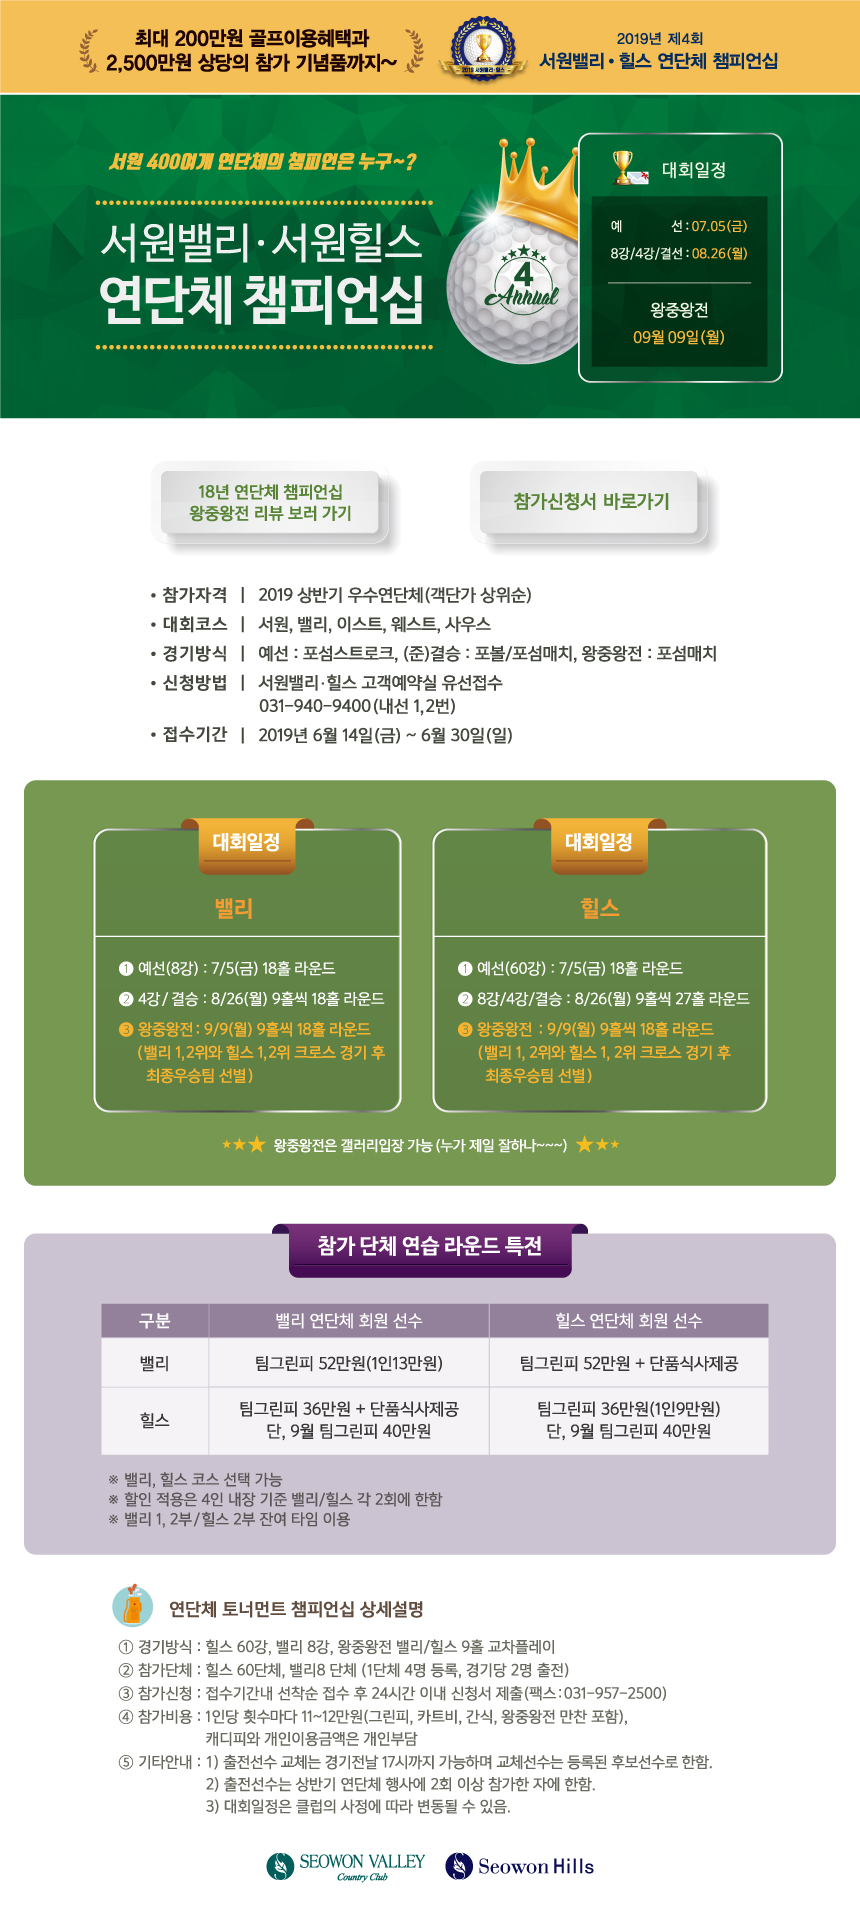 최대 200만원 골프이용혜택과
2,500만원 상당의 참가 기념품까지~
2019 서원밸리·힐스
2019년 제4회
서원밸리·힐스 연단체 챔피언십
서원 400여개 연단체의 챔피언은 누구~?
서원밸리·서원힐스
연단체 챔피언십
4
Annual
대회일정
예 선 : 07.05(금)
8강/4강/결선 : 08.26(월)
왕중왕전
09월 09일(월)
18년 연단체 챔피언십
왕중왕전 리뷰 보러 가기
참가신청서 바로가기
• 참가자격 | 2019 상반기 우수연단체(객단가 상위순)
• 대회코스 | 서원, 밸리, 이스트, 웨스트, 사우스
• 경기방식 | 예선 : 포섬스트로크, (준)결승 : 포볼/포섬매치, 왕중왕전 : 포섬매치
• 신청방법 | 서원밸리·힐스 고객예약실 유선접수
031-940-9400(내선 1,2번)
• 접수기간 | 2019년 6월 14일(금) ~ 6월 30일(일)
대회일정
밸리
❶ 예선(8강) : 7/5(금) 18홀 라운드
❷ 4강 / 결승 : 8/26(월) 9홀씩 18홀 라운드
❸ 왕중왕전 : 9/9(월) 9홀씩 18홀 라운드
(밸리 1,2위와 힐스 1,2위 크로스 경기 후
최종우승팀 선별)
대회일정
힐스
❶ 예선(60강) : 7/5(금) 18홀 라운드
❷ 8강/4강/결승 : 8/26(월) 9홀씩 27홀 라운드
❸ 왕중왕전 : 9/9(월) 9홀씩 18홀 라운드
(밸리 1, 2위와 힐스 1, 2위 크로스 경기 후
최종우승팀 선별)
★★★ 왕중왕전은 갤러리입장 가능 (누가 제일 잘하나~~~) ★★★
참가 단체 연습 라운드 특전
구분 밸리 연단체 회원 선수 힐스 연단체 회원 선수
밸리 팀그린피 52만원(1인13만원) 팀그린피 52만원 + 단품식사제공
힐스 팀그린피 36만원 + 단품식사제공 단, 9월 팀그린피 40만원 팀그린피 36만원(1인9만원) 단, 9월 팀그린피 40만원
※ 밸리, 힐스 코스 선택 가능
※ 할인 적용은 4인 내장 기준 밸리/힐스 각 2회에 한함
※ 밸리 1, 2부/힐스 2부 잔여 타임 이용
연단체 토너먼트 챔피언십 상세설명
① 경기방식 : 힐스 60강, 밸리 8강, 왕중왕전 밸리/힐스 9홀 교차플레이
② 참가단체 : 힐스 60단체, 밸리8 단체 (1단체 4명 등록, 경기당 2명 출전)
③ 참가신청 : 접수기간내 선착순 접수 후 24시간 이내 신청서 제출(팩스:031-957-2500)
④ 참가비용 : 1인당 횟수마다 11~12만원(그린피, 카트비, 간식, 왕중왕전 만찬 포함),
캐디피와 개인이용금액은 개인부담
⑤ 기타안내 : 1) 출전선수 교체는 경기전날 17시까지 가능하며 교체선수는 등록된 후보선수로 한함.
2) 출전선수는 상반기 연단체 행사에 2회 이상 참가한 자에 한함.
3) 대회일정은 클럽의 사정에 따라 변동될 수 있음.
SEOWON VALLEY
Country Club
Seowon Hills